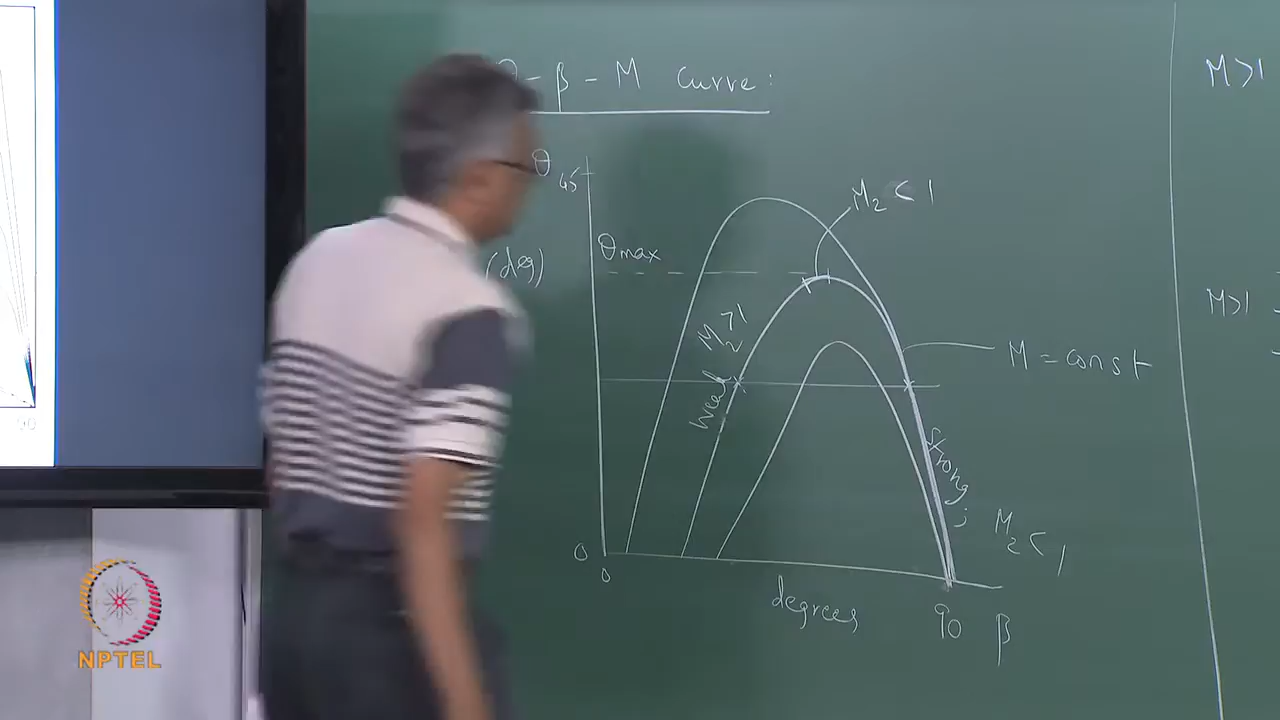 θ - β - M Curve :
θ
45
(deg)
θmax
M₂ < 1
M₂ > 1
weak
M = const
strong ; M₂ < 1
0
0
degrees
90 β
M>1
M>1
90
NPTEL